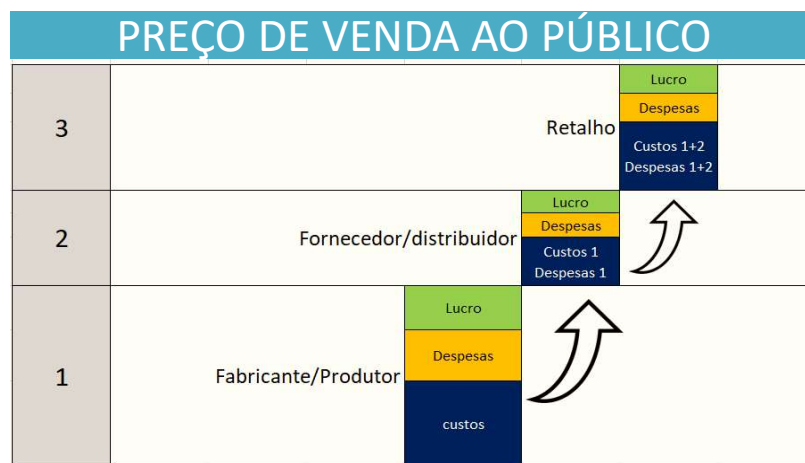 PREÇO DE VENDA AO PÚBLICO
3
Retalho
Lucro
Despesas
Custos 1+2
Despesas 1+2
2
Fornecedor/distribuidor
Lucro
Despesas
Custos 1
Despesas 1
1
Fabricante/Produtor
Lucro
Despesas
custos